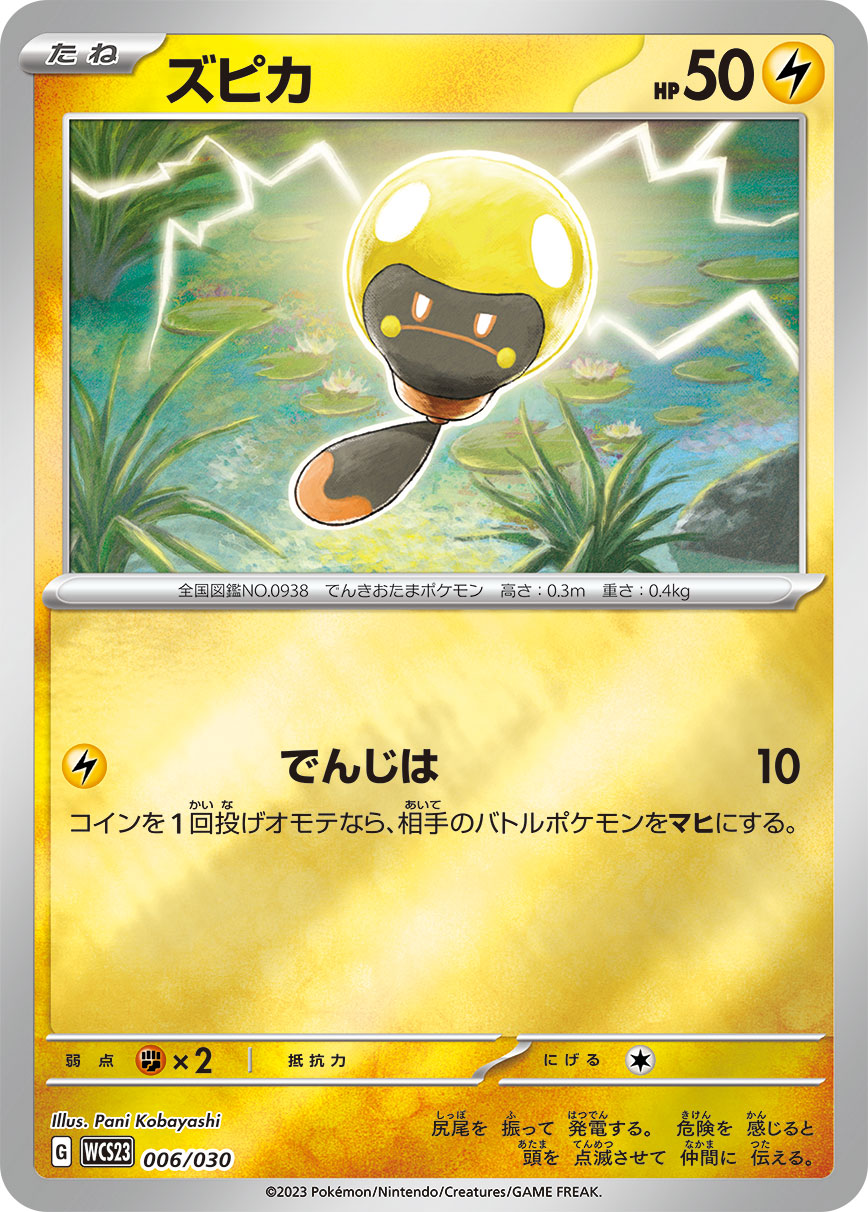 たね
ズピカ
HP 50
全国図鑑NO.0938 でんきおたまポケモン 高さ:0.3m 重さ:0.4kg
でんじは 10
コインを1回投げオモテなら、相手のバトルポケモンをマヒにする。
弱点 ×2 抵抗力 にげる
Illus. Pani Kobayashi
G WCS23 006/030
尻尾を 振って 発電する。 危険を 感じると
頭を 点滅させて 仲間に 伝える。
©2023 Pokémon/Nintendo/Creatures/GAME FREAK.